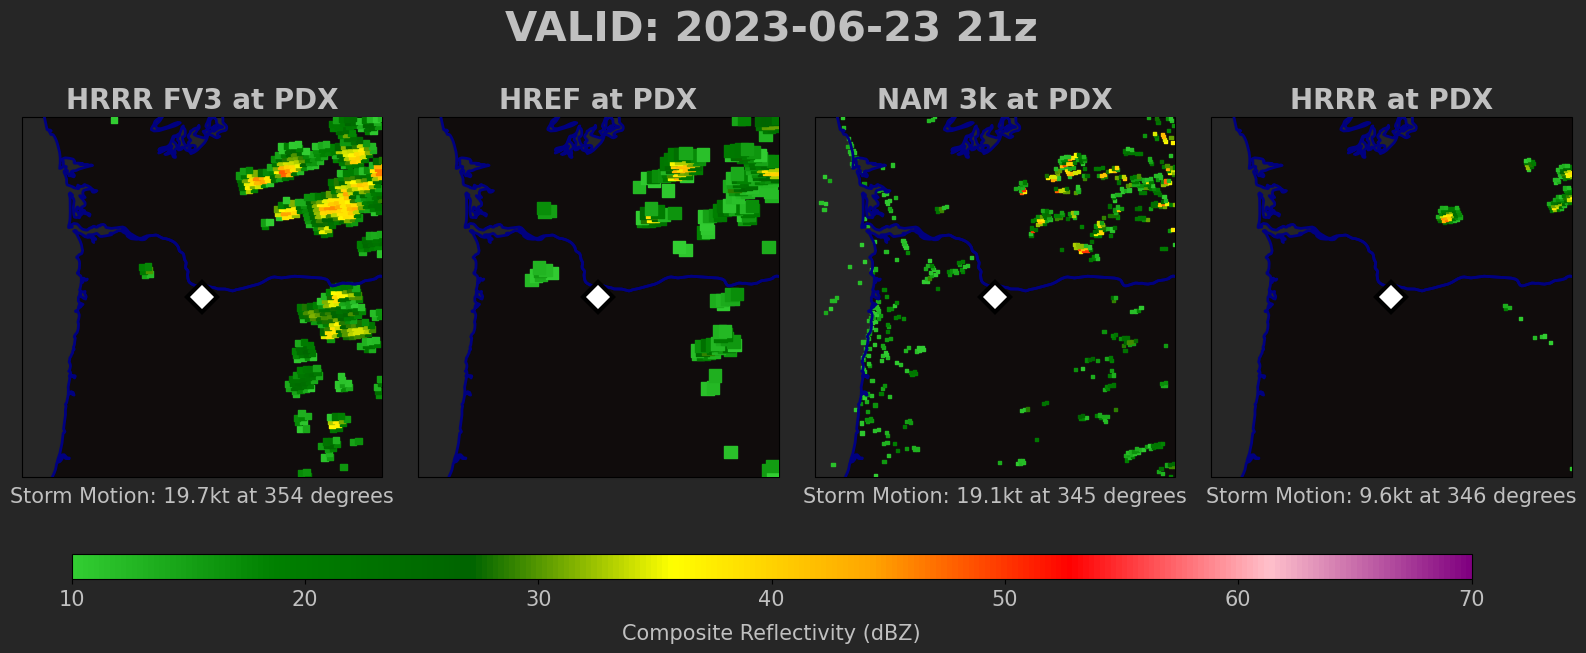 VALID: 2023-06-23 21z
HRRR FV3 at PDX
HREF at PDX
NAM 3k at PDX
HRRR at PDX
Storm Motion: 19.7kt at 354 degrees
Storm Motion: 19.1kt at 345 degrees
Storm Motion: 9.6kt at 346 degrees
10 20 30 40 50 60 70
Composite Reflectivity (dBZ)